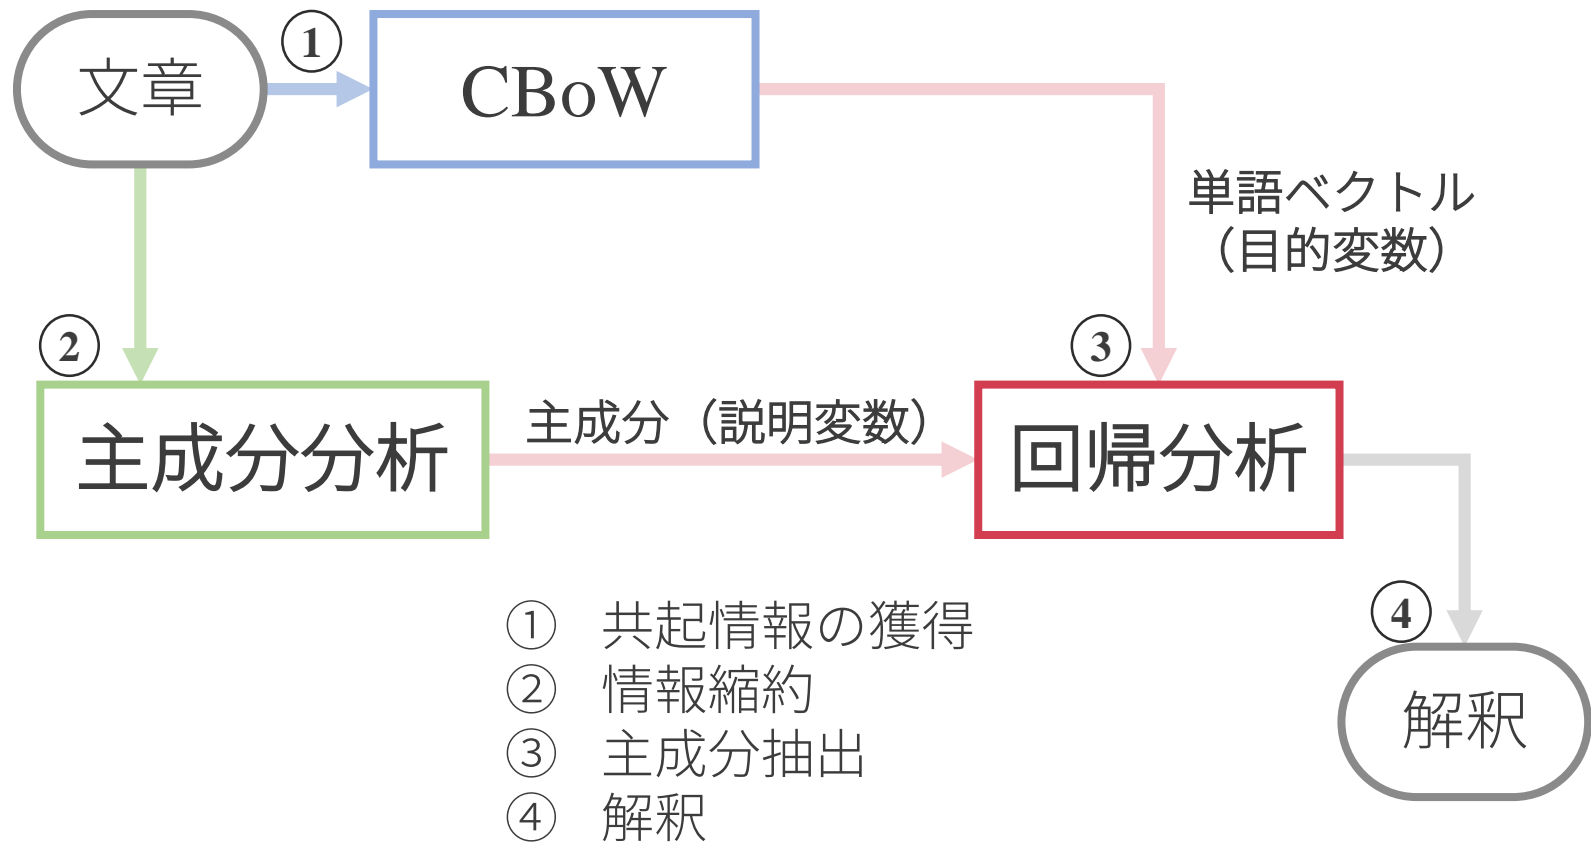 文章
①
CBoW
単語ベクトル
（目的変数）
②
③
主成分（説明変数）
主成分分析
回帰分析
④
解釈
① 共起情報の獲得
② 情報縮約
③ 主成分抽出
④ 解釈